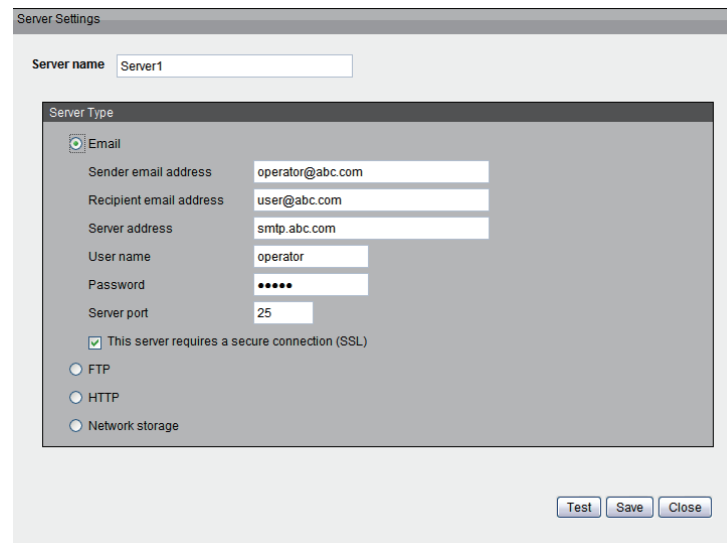 Server Settings
Server name Server1
Server Type
Email
Sender email address operator@abc.com
Recipient email address user@abc.com
Server address smtp.abc.com
User name operator
Password •••••
Server port 25
This server requires a secure connection (SSL)
FTP
HTTP
Network storage
Test Save Close